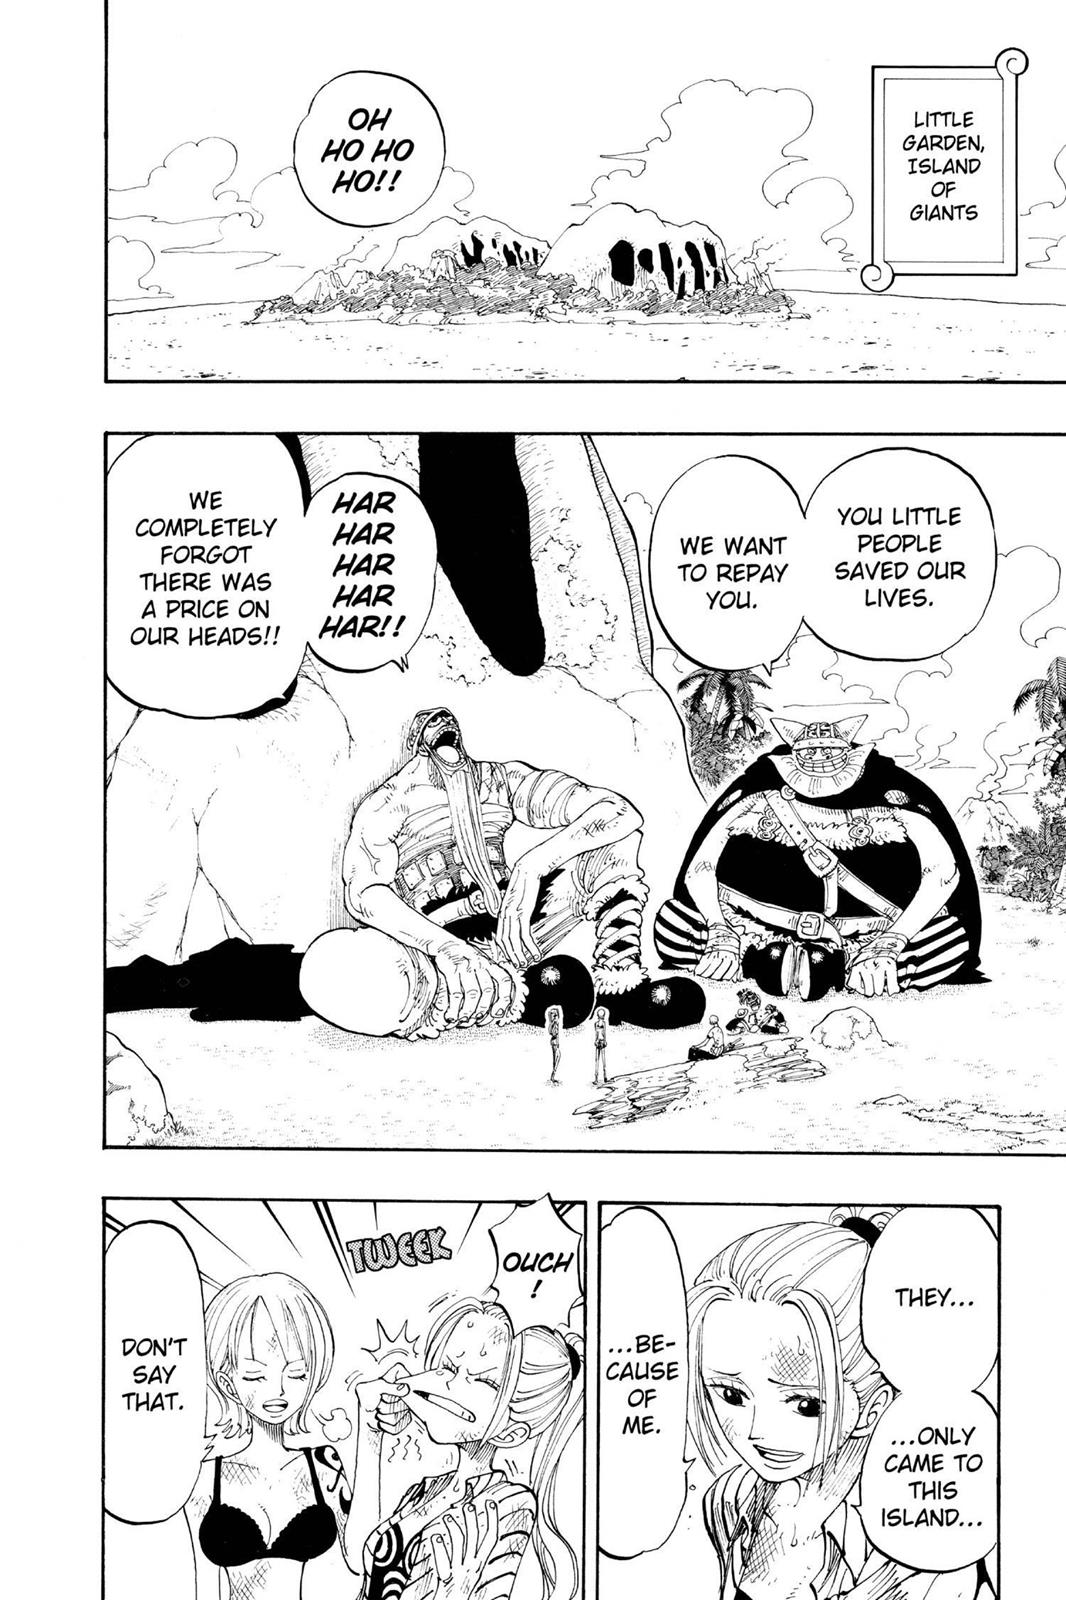 LITTLE
GARDEN,
ISLAND
OF
GIANTS
OH
HO HO
HO!!
YOU LITTLE
PEOPLE
SAVED OUR
LIVES.
WE WANT
TO REPAY
YOU.
HAR
HAR
HAR
HAR
HAR!!
WE
COMPLETELY
FORGOT
THERE WAS
A PRICE ON
OUR HEADS!!
THEY...
...ONLY
CAME TO
THIS
ISLAND...
...BE-
CAUSE
OF
ME.
OUCH
!
TWEEK
DON'T
SAY
THAT.